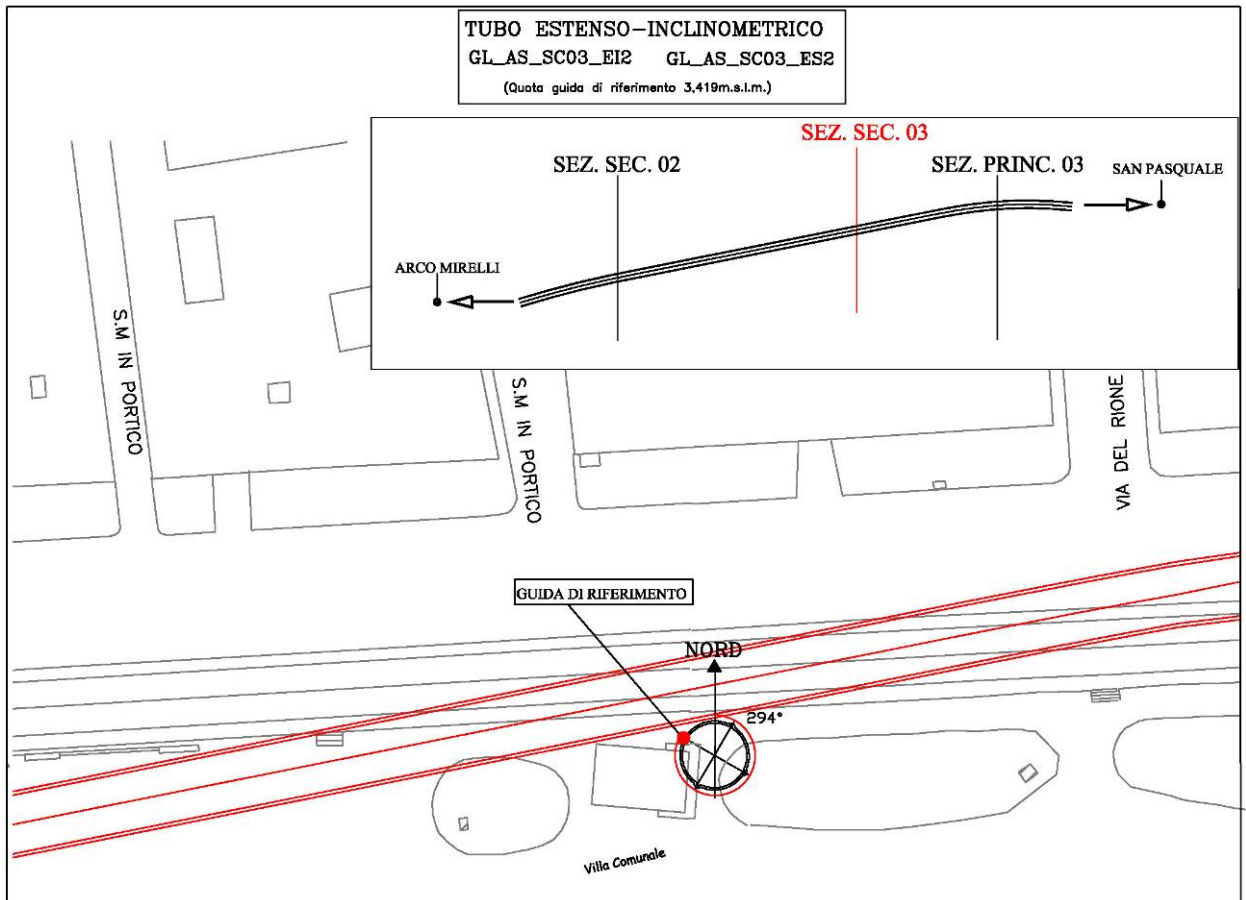 TUBO ESTENSO-INCLINOMETRICO
GL_AS_SC03_EI2 GL_AS_SC03_ES2
(Quota guida di riferimento 3,419m.s.l.m.)
SEZ. SEC. 03
SEZ. SEC. 02
SEZ. PRINC. 03
SAN PASQUALE
ARCO MIRELLI
S.M IN PORTICO
S.M IN PORTICO
VIA DEL RIONE
GUIDA DI RIFERIMENTO
NORD
294°
Villa Comunale